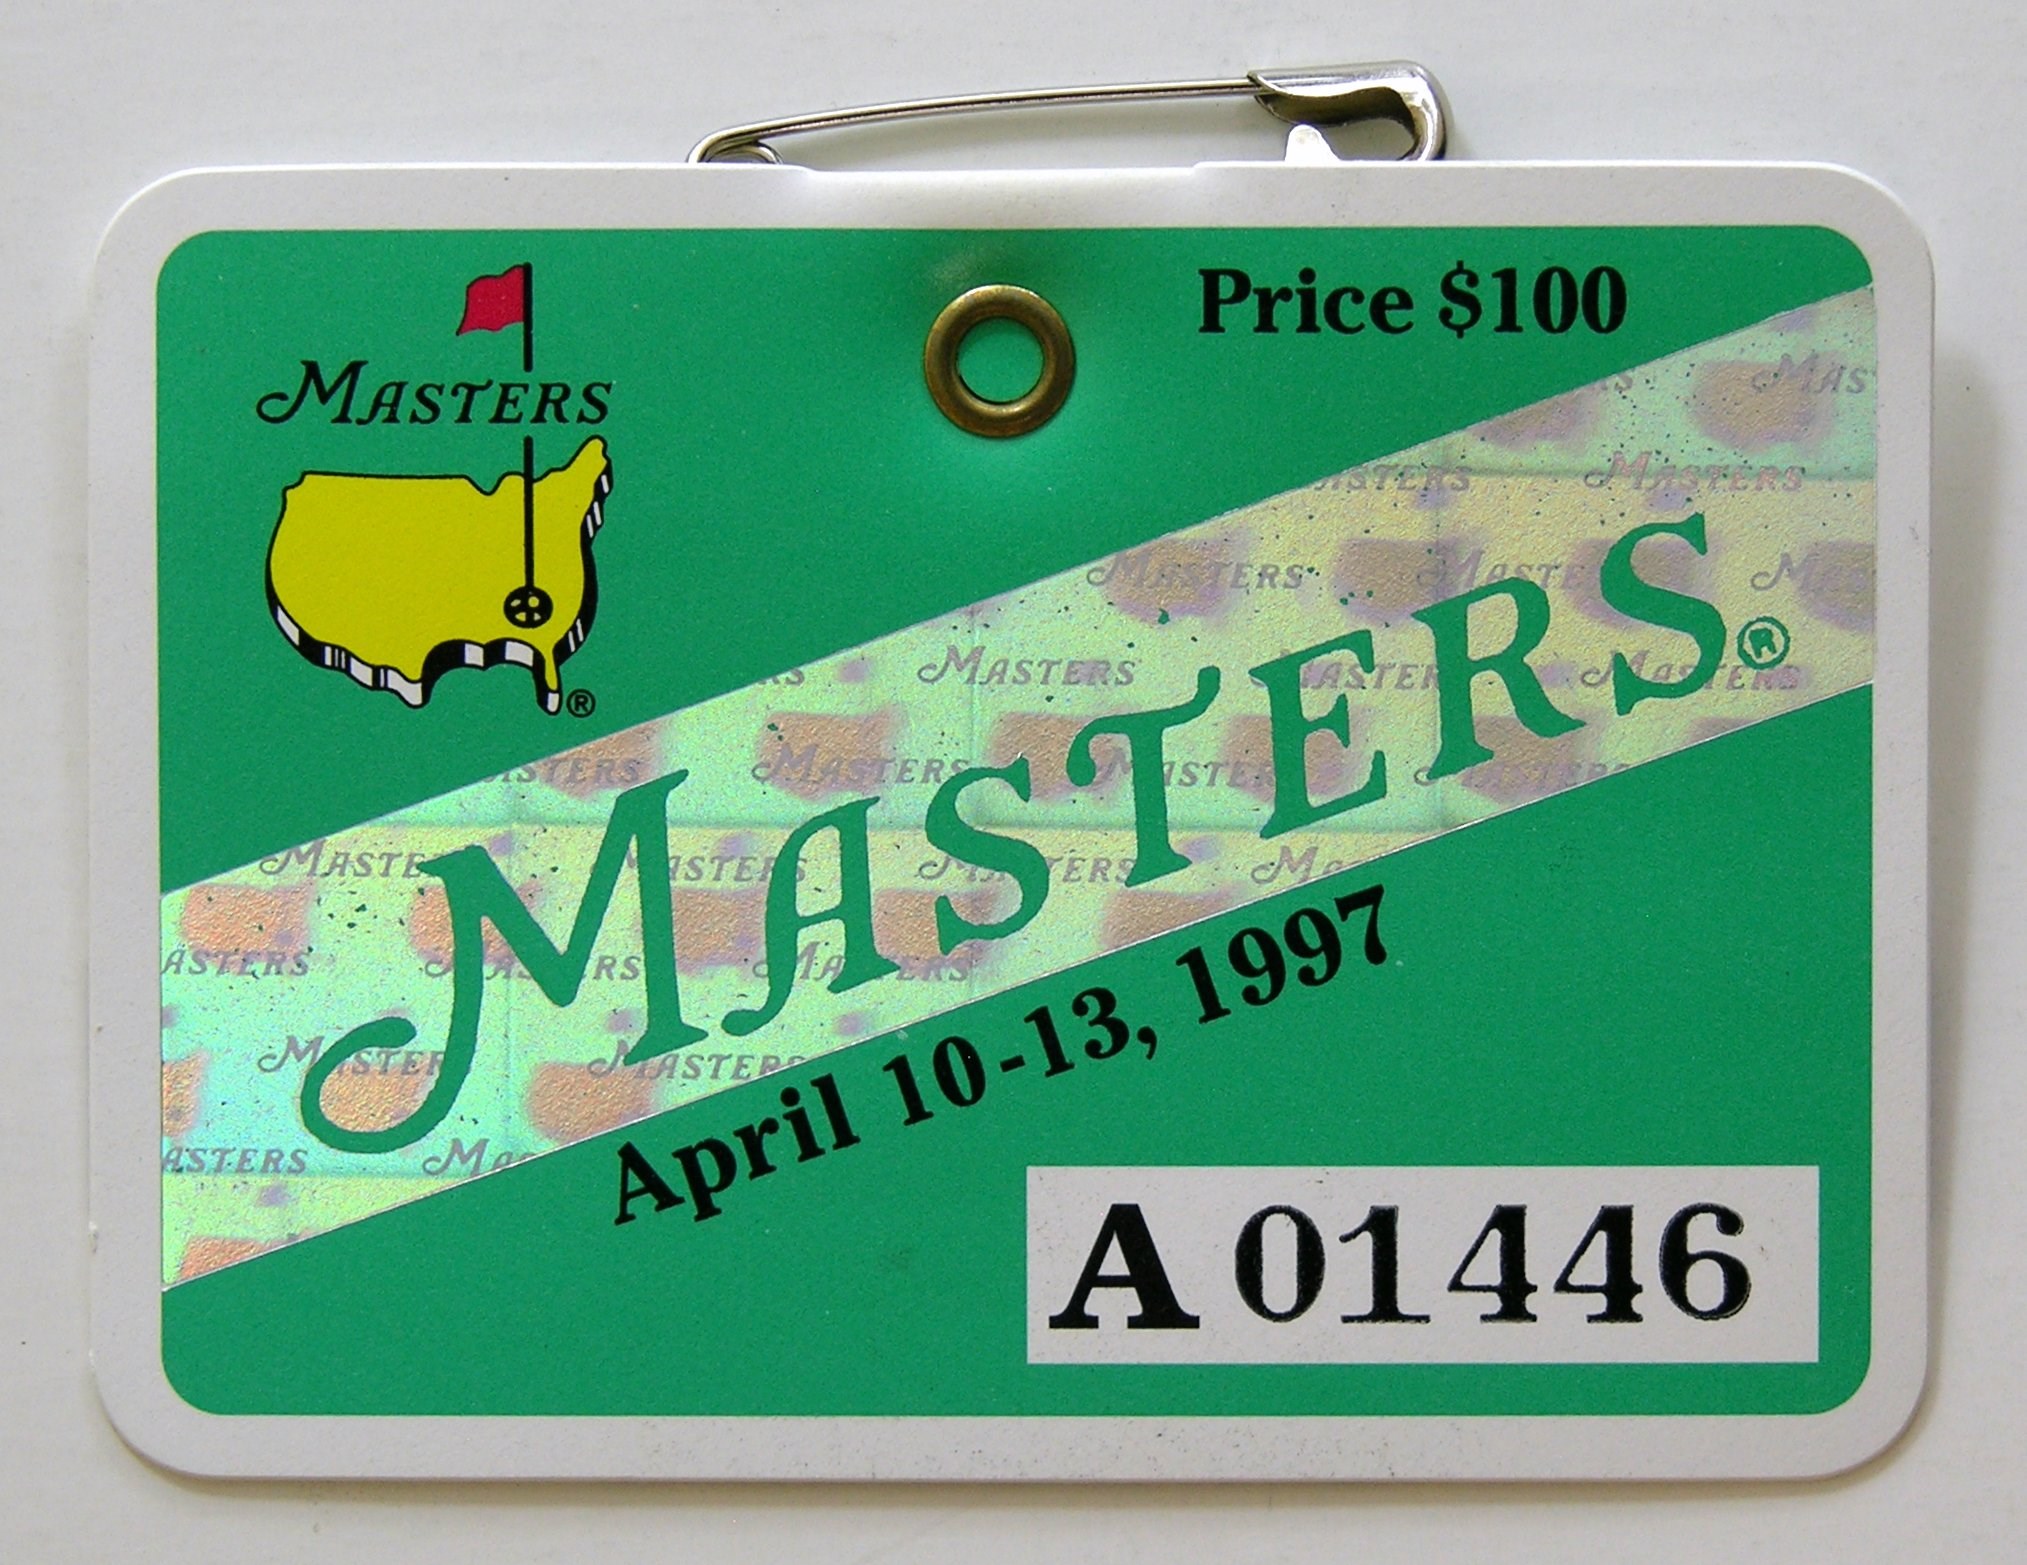 Price $100
MASTERS
®
MASTERS®
April 10-13, 1997
A 01446